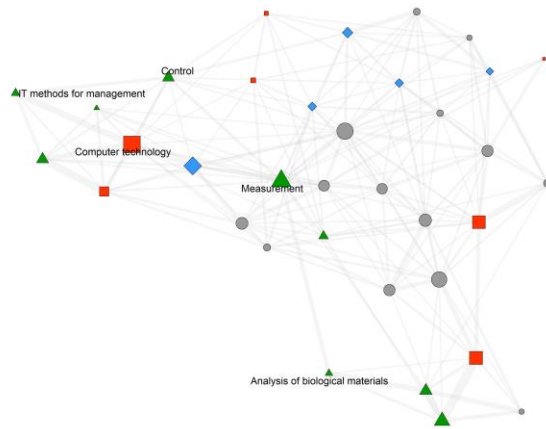 Control
IT methods for management
Computer technology
Measurement
Analysis of biological materials